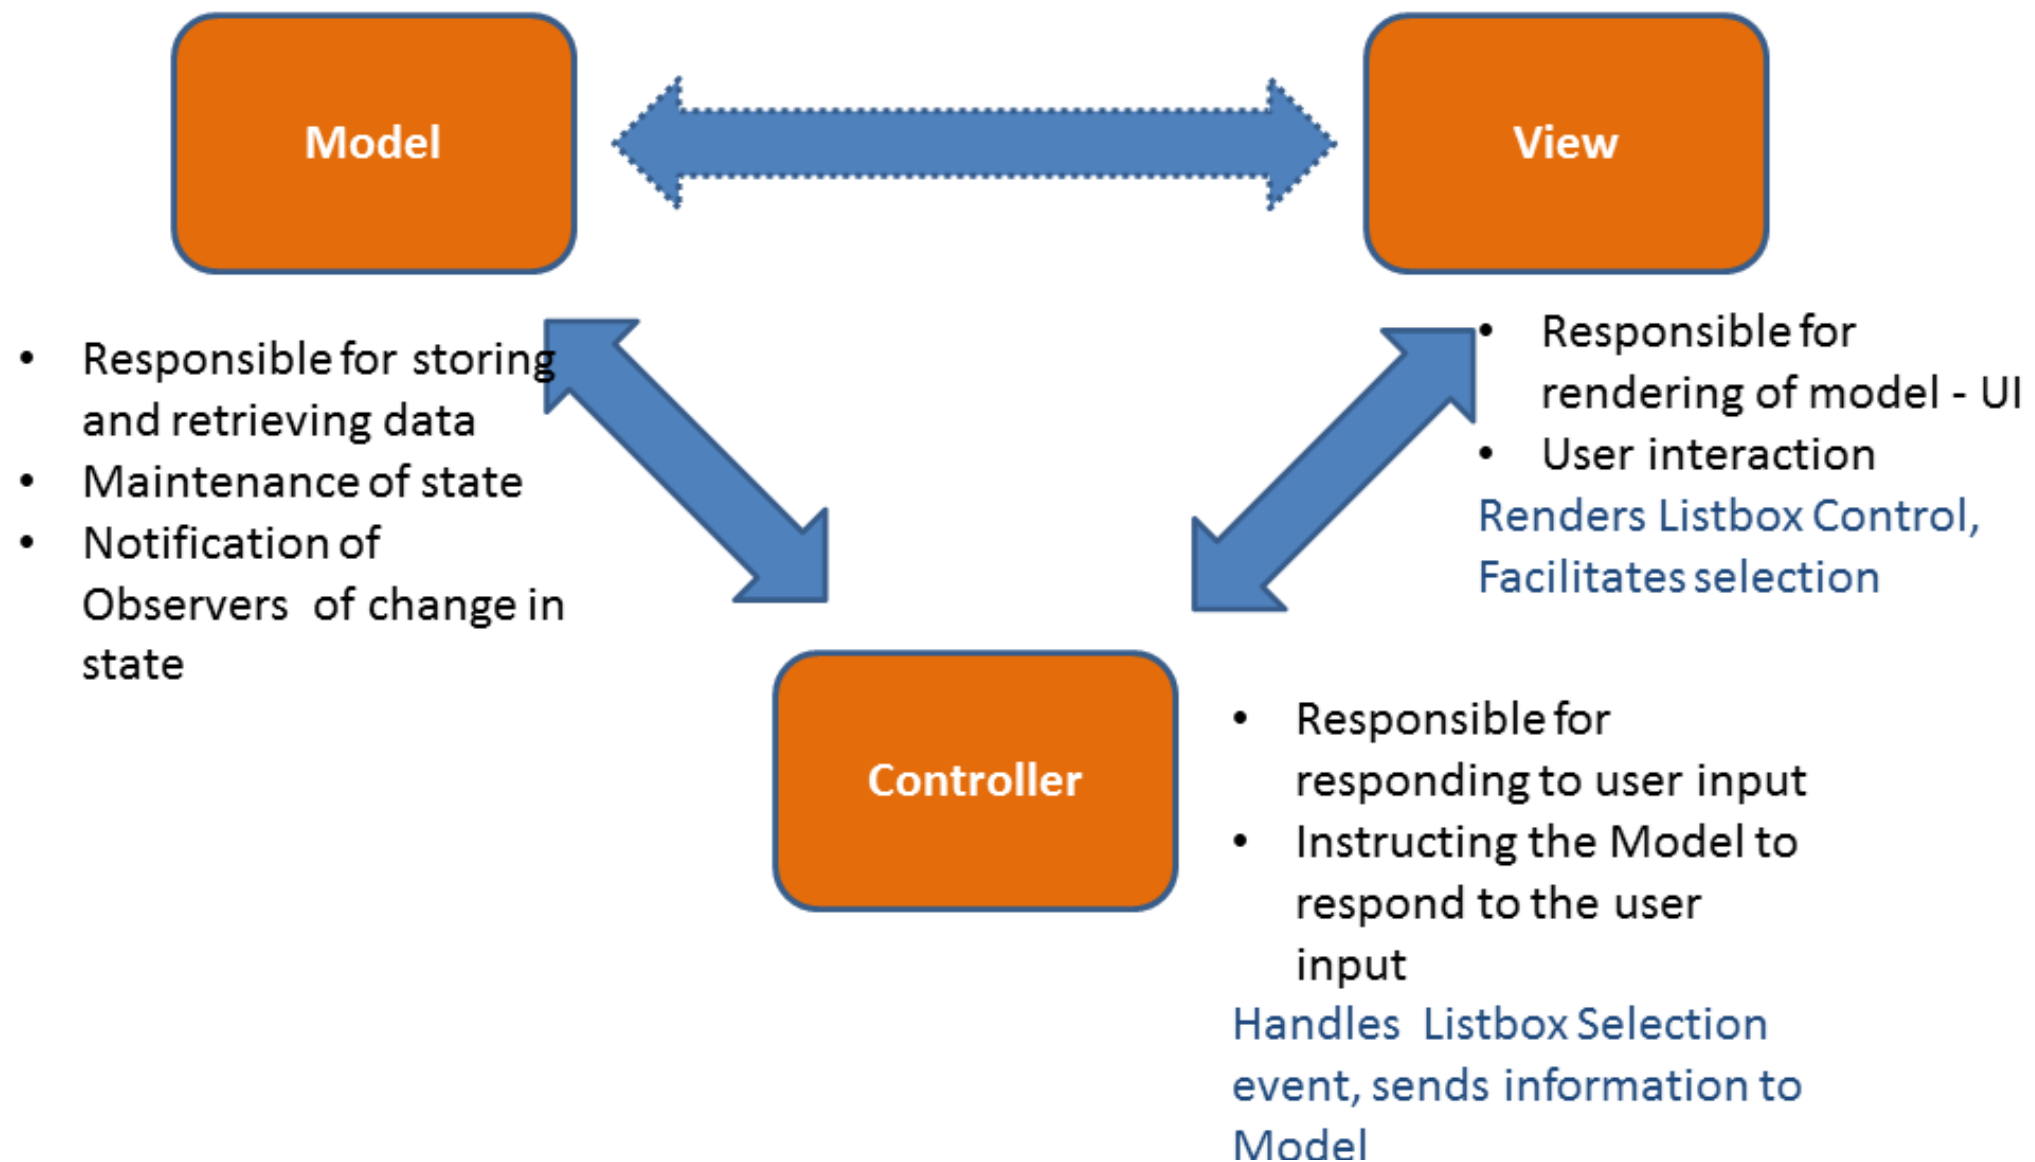 Model
View
• Responsible for storing
and retrieving data
• Maintenance of state
• Notification of
Observers of change in
state
• Responsible for
rendering of model - UI
• User interaction
Renders Listbox Control,
Facilitates selection
Controller
• Responsible for
responding to user input
• Instructing the Model to
respond to the user
input
Handles Listbox Selection
event, sends information to
Model